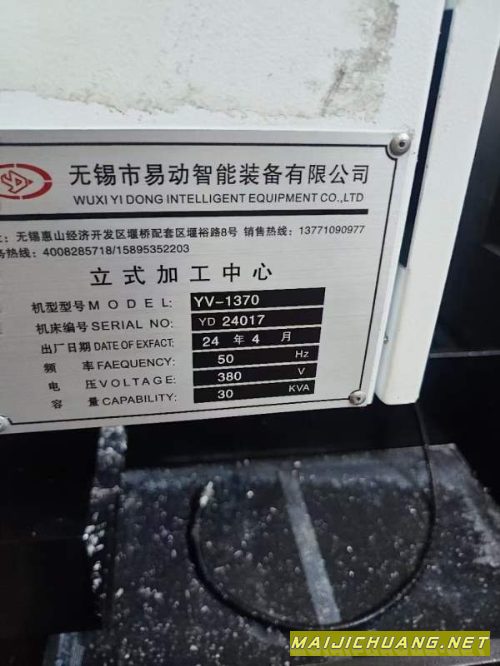 无锡市易动智能装备有限公司
WUXI YI DONG INTELLIGENT EQUIPMENT CO.,LTD
:无锡惠山经济开发区堰桥配套区堰裕路8号 销售热线: 13771090977
务热线: 4008285718/15895352203
立式加工中心
机型型号MODEL: YV-1370
机床编号SERIAL NO: YD 24017
出厂日期DATE OF EXFACT: 24 年 4 月
频 率FAEQUENCY: 50 Hz
电 压VOLTAGE: 380 V
容 量CAPABILITY: 30 KVA
MAIJICHUANG.NET